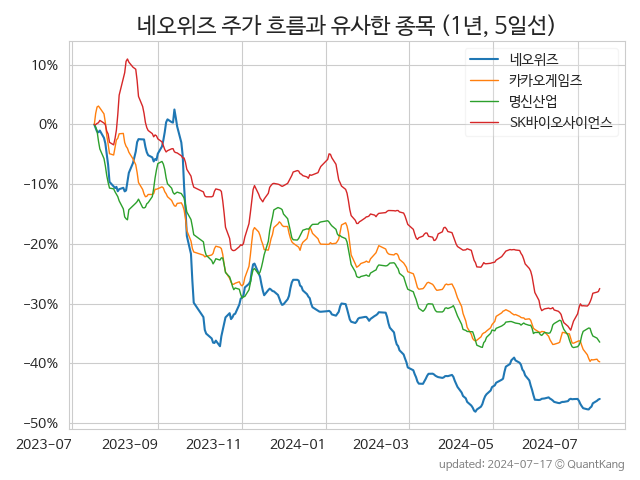 네오위즈 주가 흐름과 유사한 종목 (1년, 5일선)
네오위즈
카카오게임즈
명신산업
SK바이오사이언스
10%
0%
−10%
−20%
−30%
−40%
−50%
2023-07
2023-09
2023-11
2024-01
2024-03
2024-05
2024-07
updated: 2024-07-17 © QuantKang